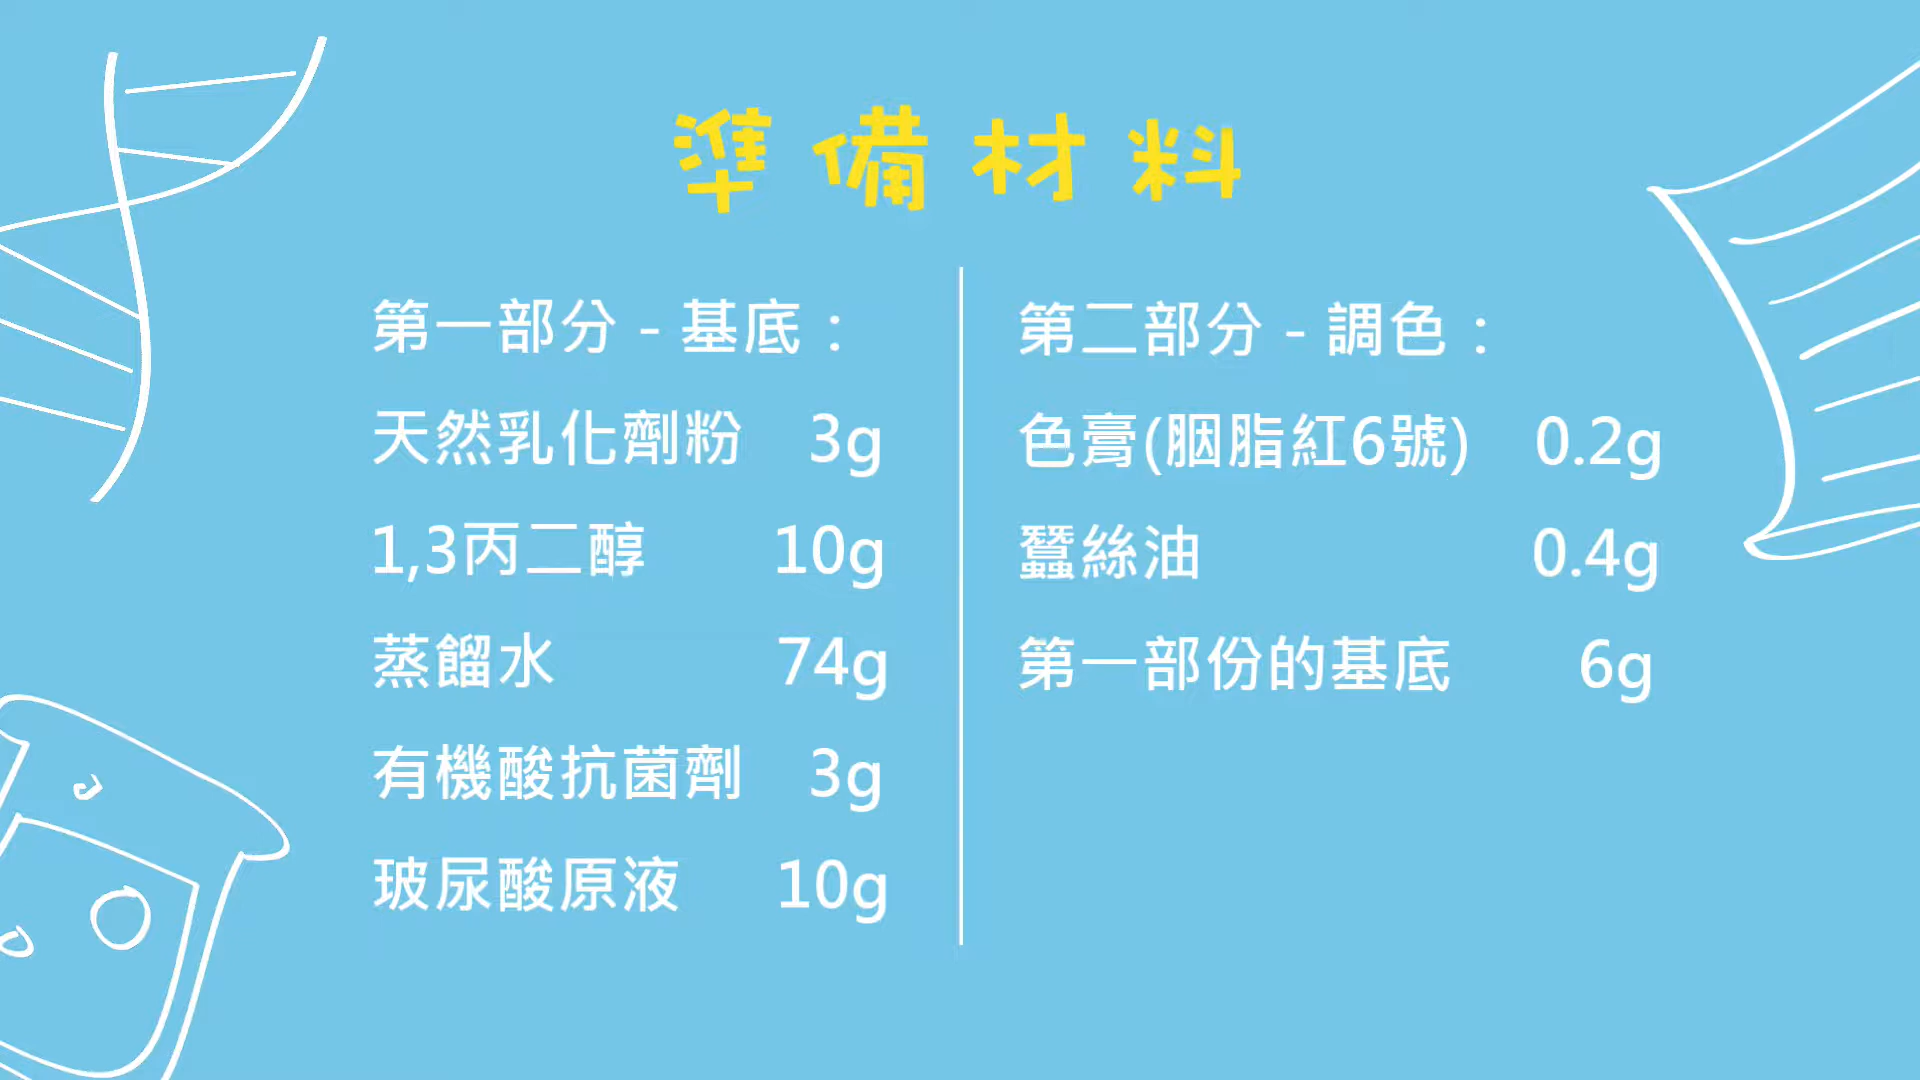 準備材料
第一部分 - 基底：
天然乳化劑粉 3g
1,3丙二醇 10g
蒸餾水 74g
有機酸抗菌劑 3g
玻尿酸原液 10g
第二部分 - 調色：
色膏(胭脂紅6號) 0.2g
蠶絲油 0.4g
第一部份的基底 6g